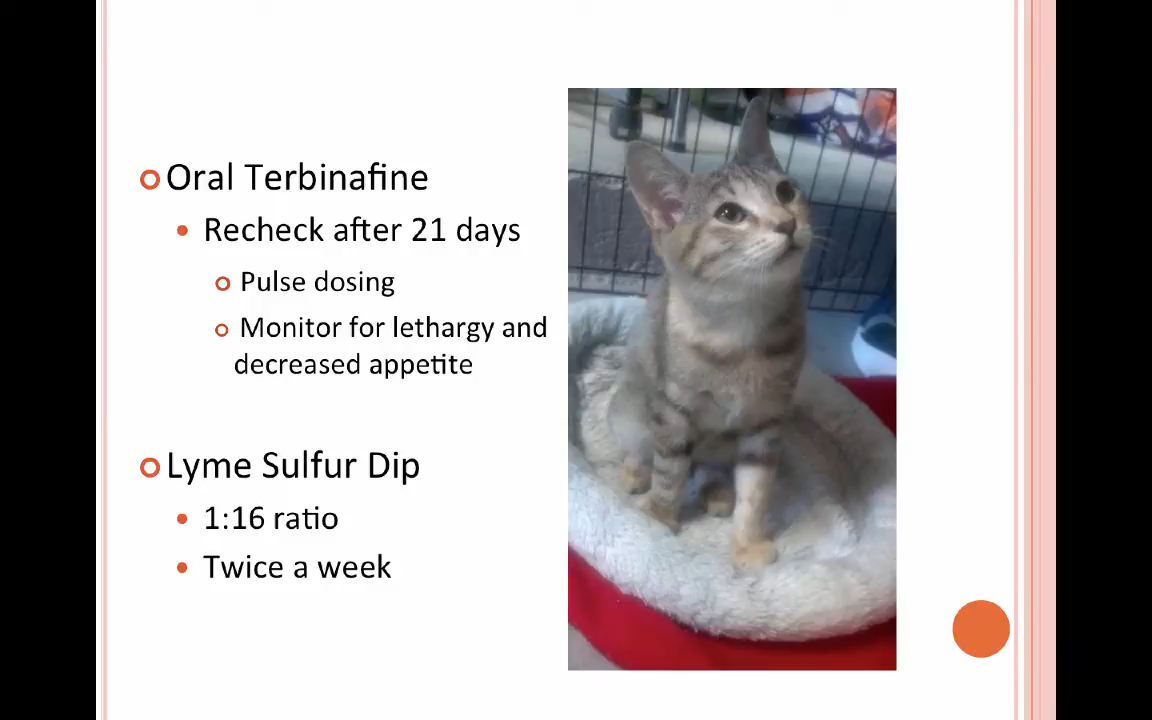 Oral Terbinafine
Recheck after 21 days
Pulse dosing
Monitor for lethargy and
decreased appetite
Lyme Sulfur Dip
1:16 ratio
Twice a week